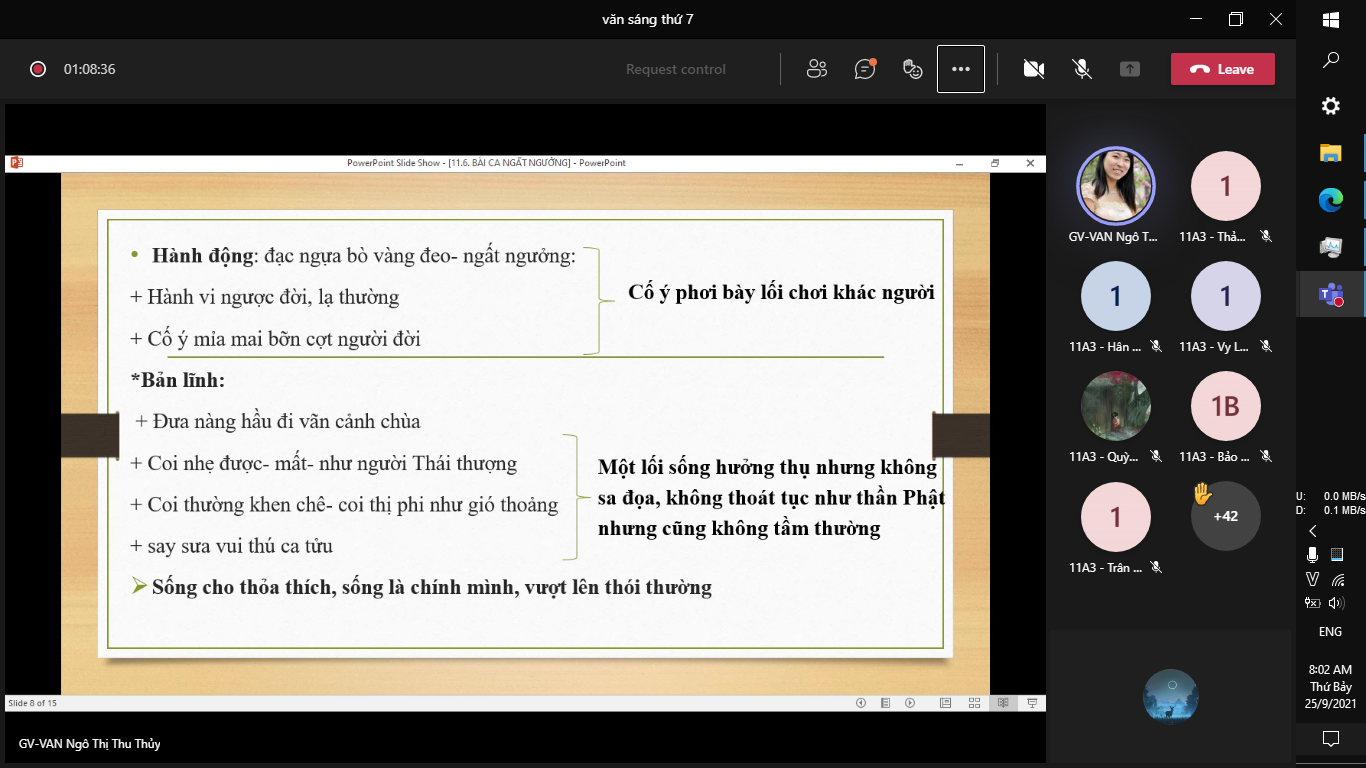 văn sáng thứ 7
01:08:36
Request control
Leave
PowerPoint Slide Show - [11.6. BÀI CA NGẤT NGƯỞNG] - PowerPoint
• Hành động: đạc ngựa bò vàng đeo- ngất ngưởng:
+ Hành vi ngược đời, lạ thường
+ Cố ý mỉa mai bỡn cợt người đời
Cố ý phơi bày lối chơi khác người
*Bản lĩnh:
+ Đưa nàng hầu đi vãn cảnh chùa
+ Coi nhẹ được- mất- như người Thái thượng
+ Coi thường khen chê- coi thị phi như gió thoảng
+ say sưa vui thú ca tửu
Một lối sống hưởng thụ nhưng không
sa đọa, không thoát tục như thần Phật
nhưng cũng không tầm thường
Sống cho thỏa thích, sống là chính mình, vượt lên thói thường
Slide 8 of 15
GV-VAN Ngô Thị Thu Thủy
GV-VAN Ngô T...
1
11A3 - Thả...
1
11A3 - Hân ...
1
11A3 - Vy L...
11A3 - Quỳ...
1B
11A3 - Bảo ...
1
11A3 - Trân ...
+42
U: 0.0 MB/s
D: 0.1 MB/s
ENG
8:02 AM
Thứ Bảy
25/9/2021